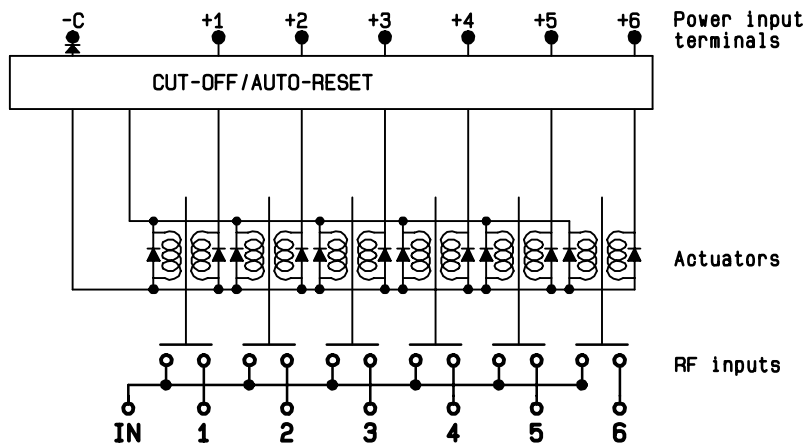 -C +1 +2 +3 +4 +5 +6 Power input
terminals
CUT-OFF/AUTO-RESET
Actuators
RF inputs
IN 1 2 3 4 5 6